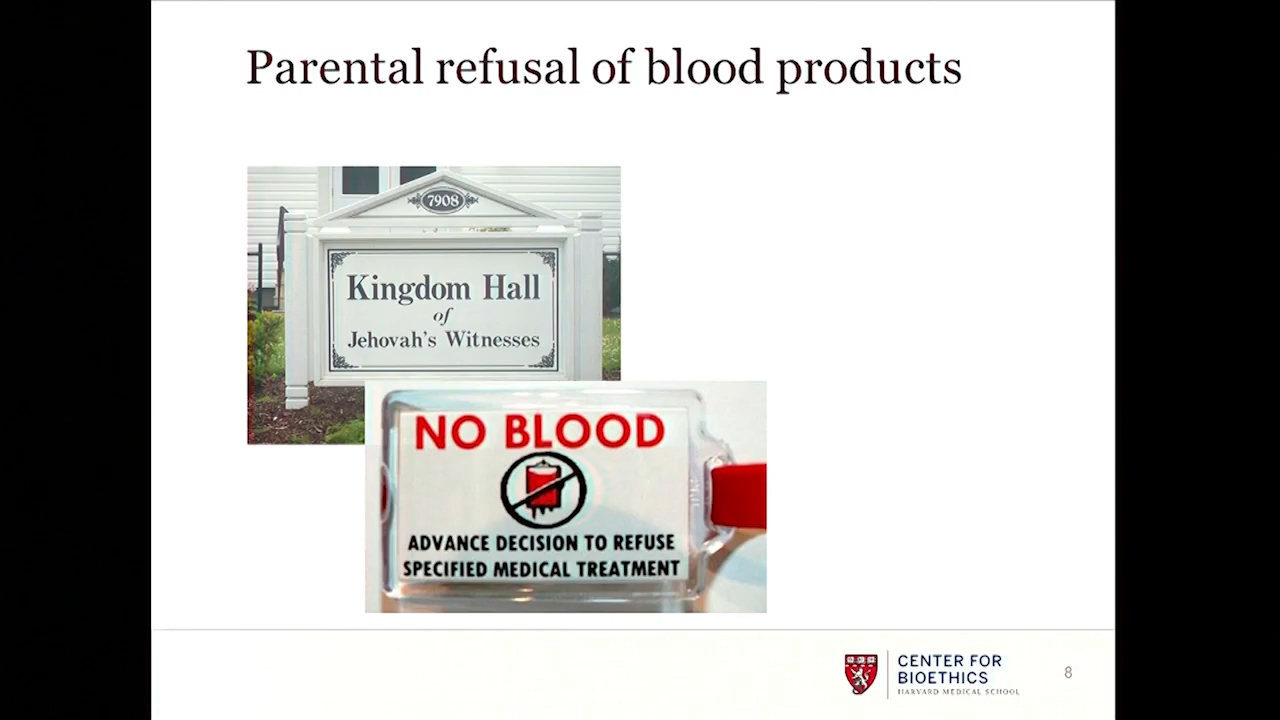 Parental refusal of blood products
7908
Kingdom Hall
of
Jehovah's Witnesses
NO BLOOD
ADVANCE DECISION TO REFUSE
SPECIFIED MEDICAL TREATMENT
CENTER FOR
BIOETHICS
HARVARD MEDICAL SCHOOL
8